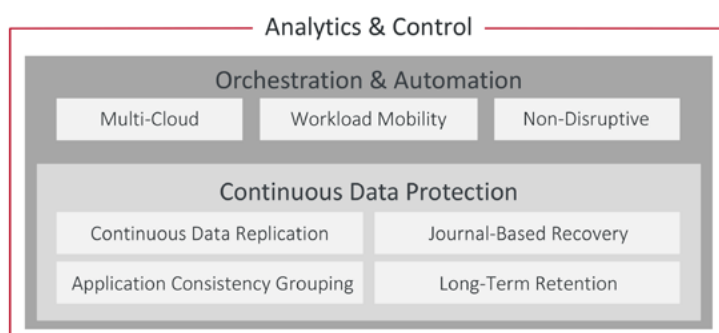 Analytics & Control
Orchestration & Automation
Multi-Cloud
Workload Mobility
Non-Disruptive
Continuous Data Protection
Continuous Data Replication
Journal-Based Recovery
Application Consistency Grouping
Long-Term Retention